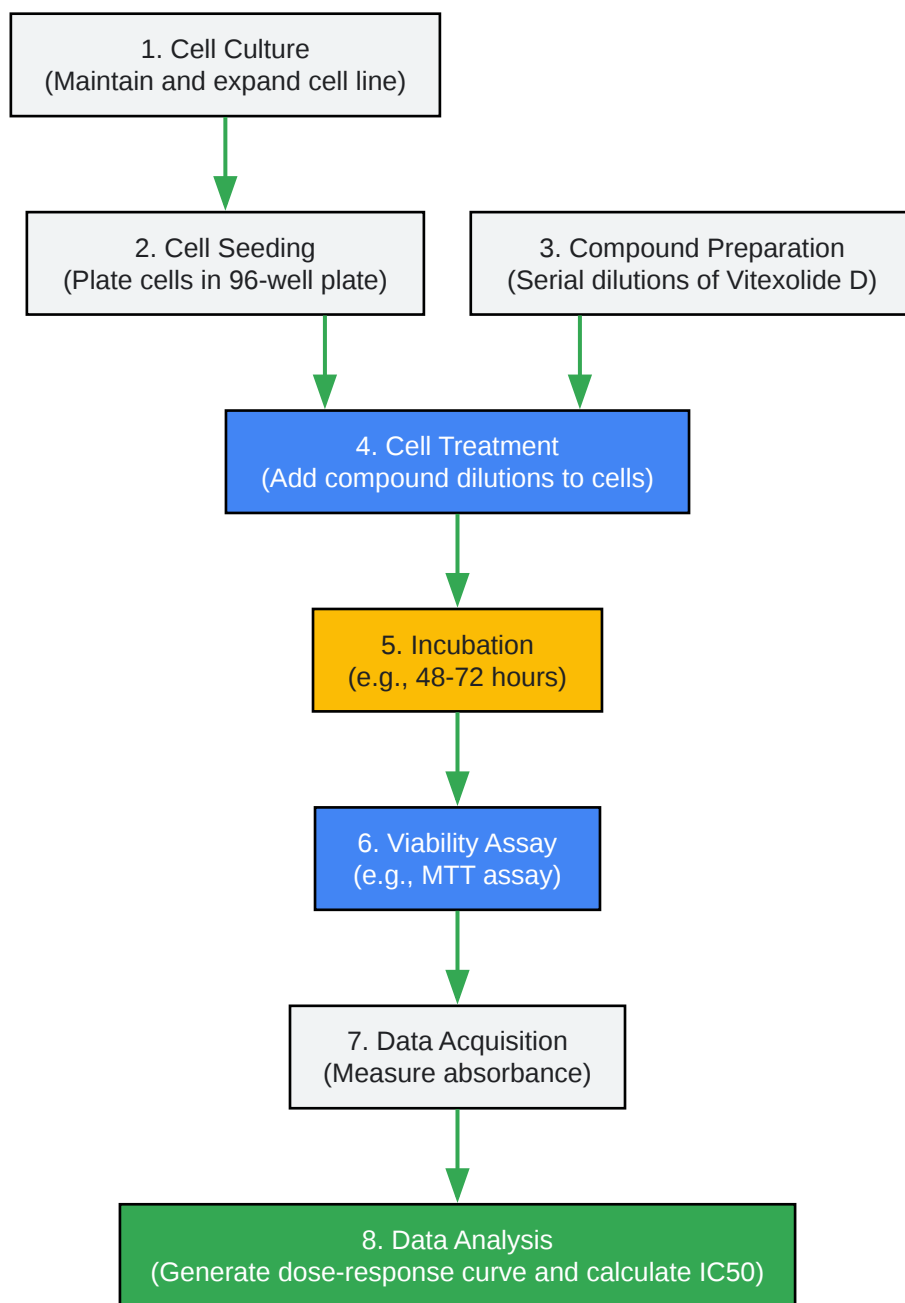 1. Cell Culture
(Maintain and expand cell line)
2. Cell Seeding
(Plate cells in 96-well plate)
3. Compound Preparation
(Serial dilutions of Vitexolide D)
4. Cell Treatment
(Add compound dilutions to cells)
5. Incubation
(e.g., 48-72 hours)
6. Viability Assay
(e.g., MTT assay)
7. Data Acquisition
(Measure absorbance)
8. Data Analysis
(Generate dose-response curve and calculate IC50)